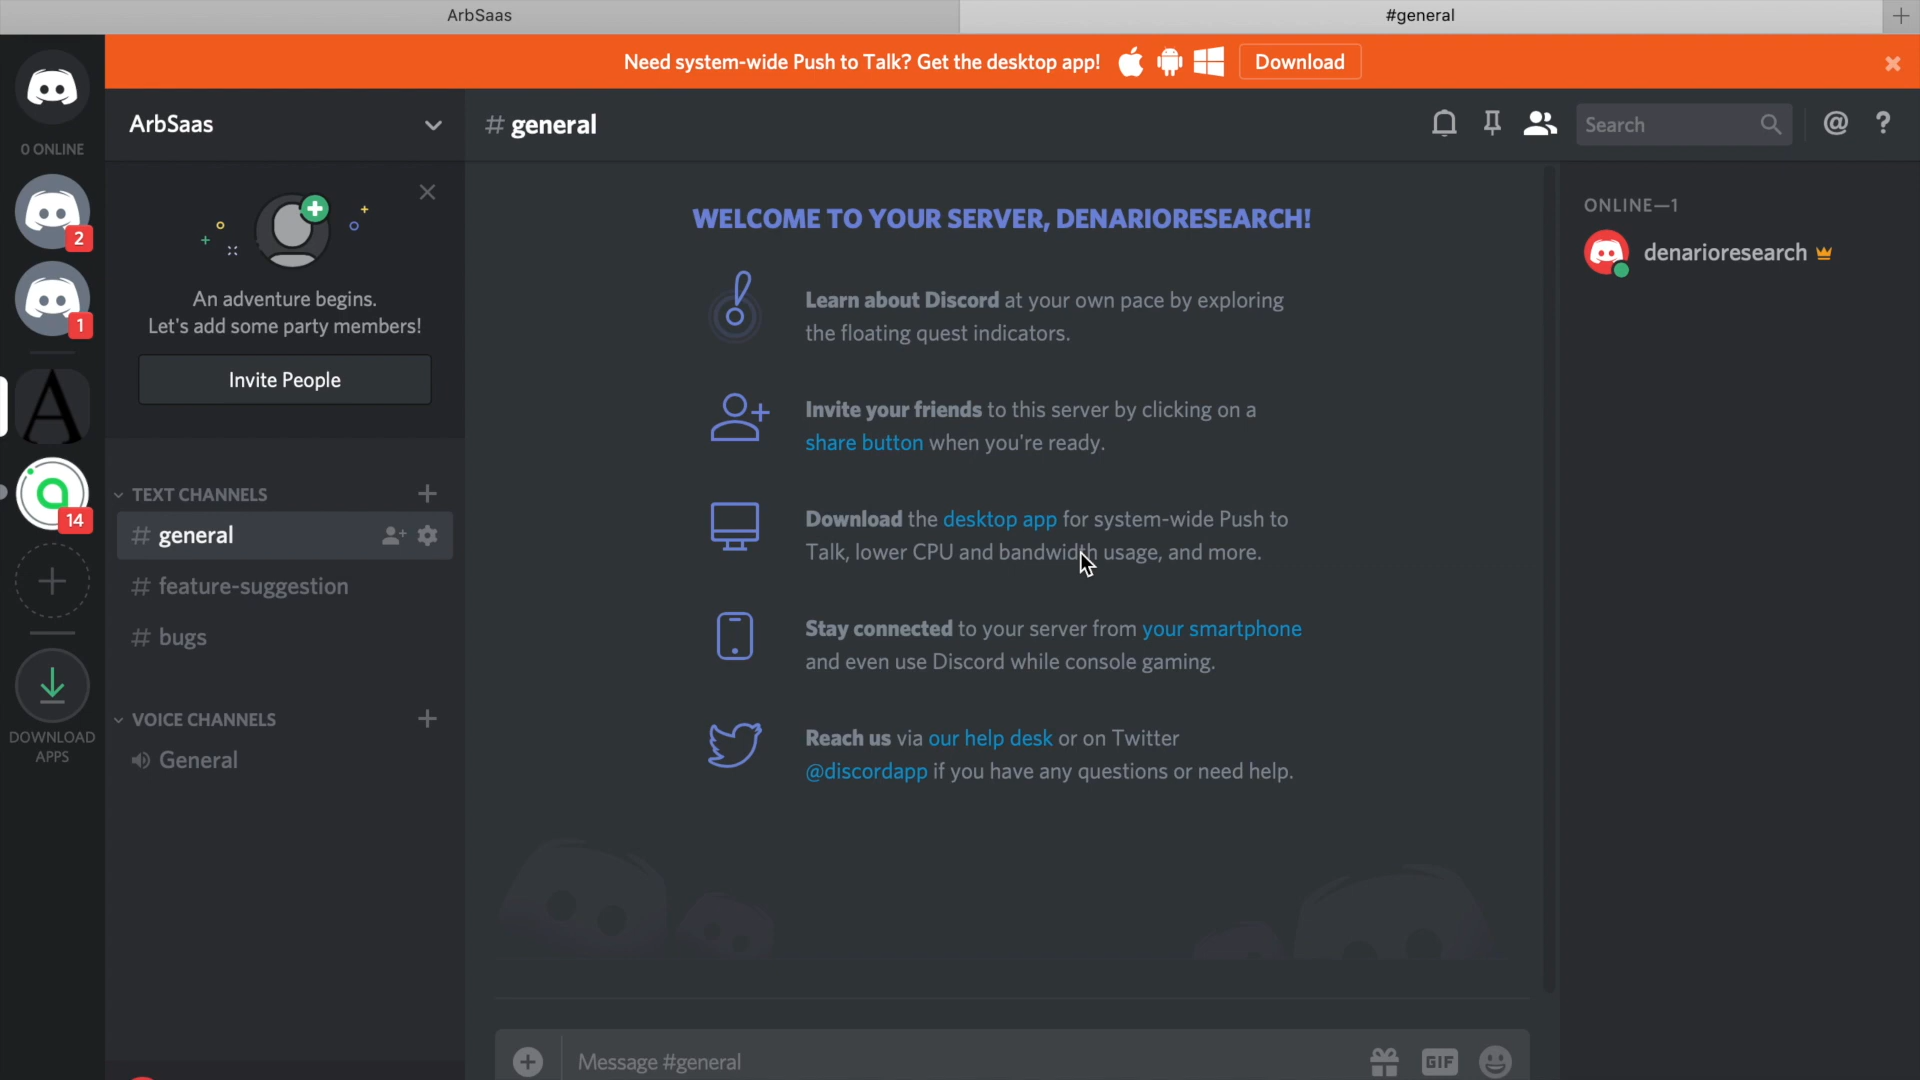 ArbSaas
#general
Need system-wide Push to Talk? Get the desktop app!
Download
0 ONLINE
2
1
A
14
DOWNLOAD
APPS
ArbSaas
An adventure begins.
Let's add some party members!
Invite People
TEXT CHANNELS
# general
# feature-suggestion
# bugs
VOICE CHANNELS
General
# general
Search
@ ?
WELCOME TO YOUR SERVER, DENARIORESEARCH!
Learn about Discord at your own pace by exploring
the floating quest indicators.
Invite your friends to this server by clicking on a
share button when you're ready.
Download the desktop app for system-wide Push to
Talk, lower CPU and bandwidth usage, and more.
Stay connected to your server from your smartphone
and even use Discord while console gaming.
Reach us via our help desk or on Twitter
@discordapp if you have any questions or need help.
Message #general
GIF
ONLINE—1
denarioresearch